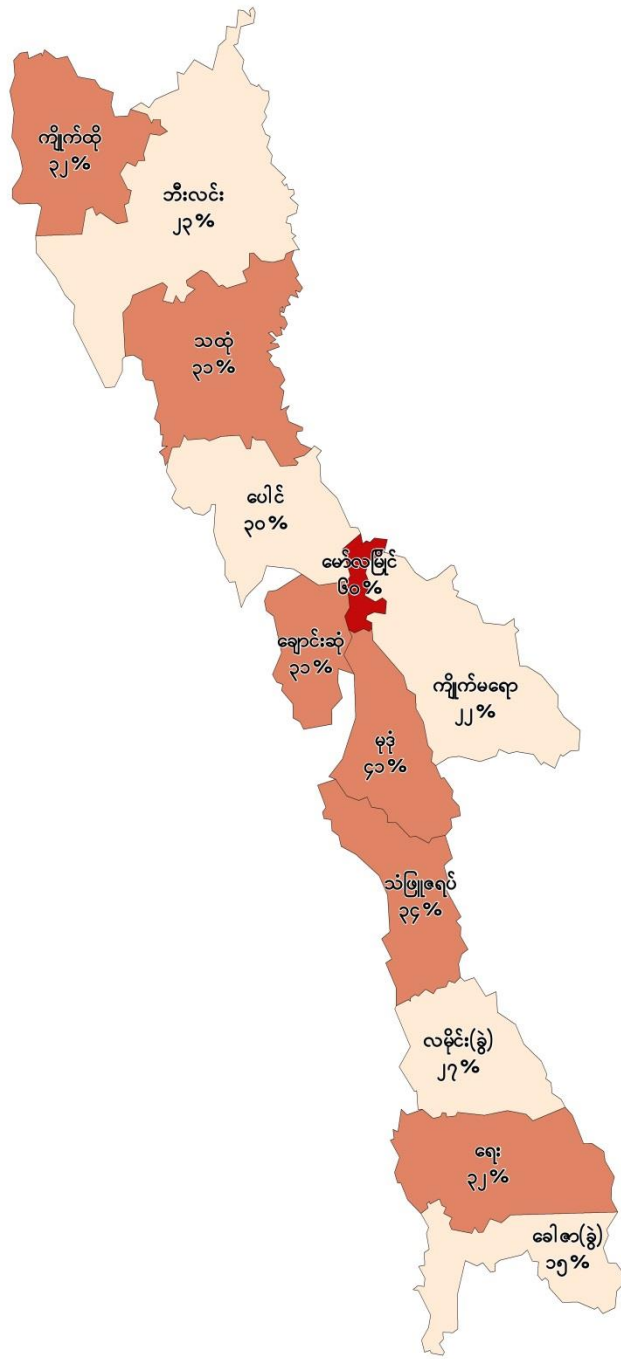 ကျိုက်ထို
၃၂%
ဘီးလင်း
၂၃%
သထုံ
၃၁%
ပေါင်
၃၀%
မော်လမြိုင်
၆၀%
ချောင်းဆုံ
၃၁%
ကျိုက်မရော
၂၂%
မုဒုံ
၄၁%
သံဖြူဇရပ်
၃၄%
လမိုင်း(ခွဲ)
၂၇%
ရေး
၃၂%
ခေါဇာ(ခွဲ)
၁၅%